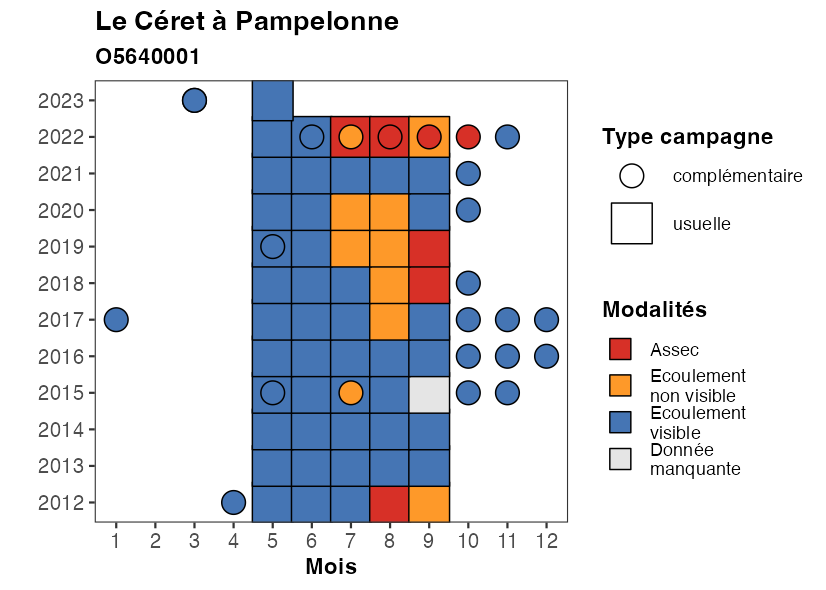 Le Céret à Pampelonne
O5640001
2023
2022
2021
2020
2019
2018
2017
2016
2015
2014
2013
2012
1 2 3 4 5 6 7 8 9 10 11 12
Mois
Type campagne
complémentaire
usuelle
Modalités
Assec
Ecoulement
non visible
Ecoulement
visible
Donnée
manquante